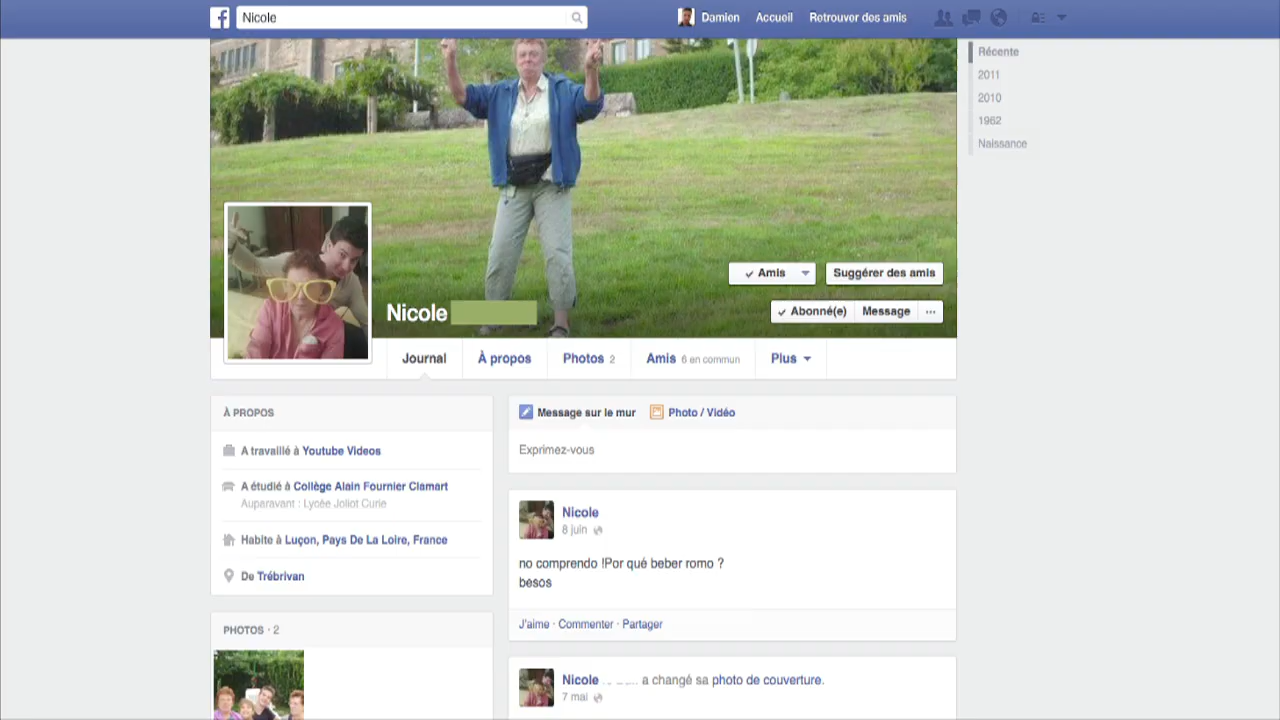 Nicole
Damien Accueil Retrouver des amis
Récente
2011
2010
1962
Naissance
Amis
Suggérer des amis
Nicole
Abonné(e) Message ...
Journal À propos Photos 2 Amis 6 en commun Plus
À PROPOS
A travaillé à Youtube Videos
A étudié à Collège Alain Fournier Clamart
Auparavant : Lycée Joliot Curie
Habite à Luçon, Pays De La Loire, France
De Trébrivan
PHOTOS · 2
Message sur le mur Photo / Vidéo
Exprimez-vous
Nicole
8 juin
no comprendo !Por qué beber romo ?
besos
J'aime · Commenter · Partager
Nicole a changé sa photo de couverture.
7 mai